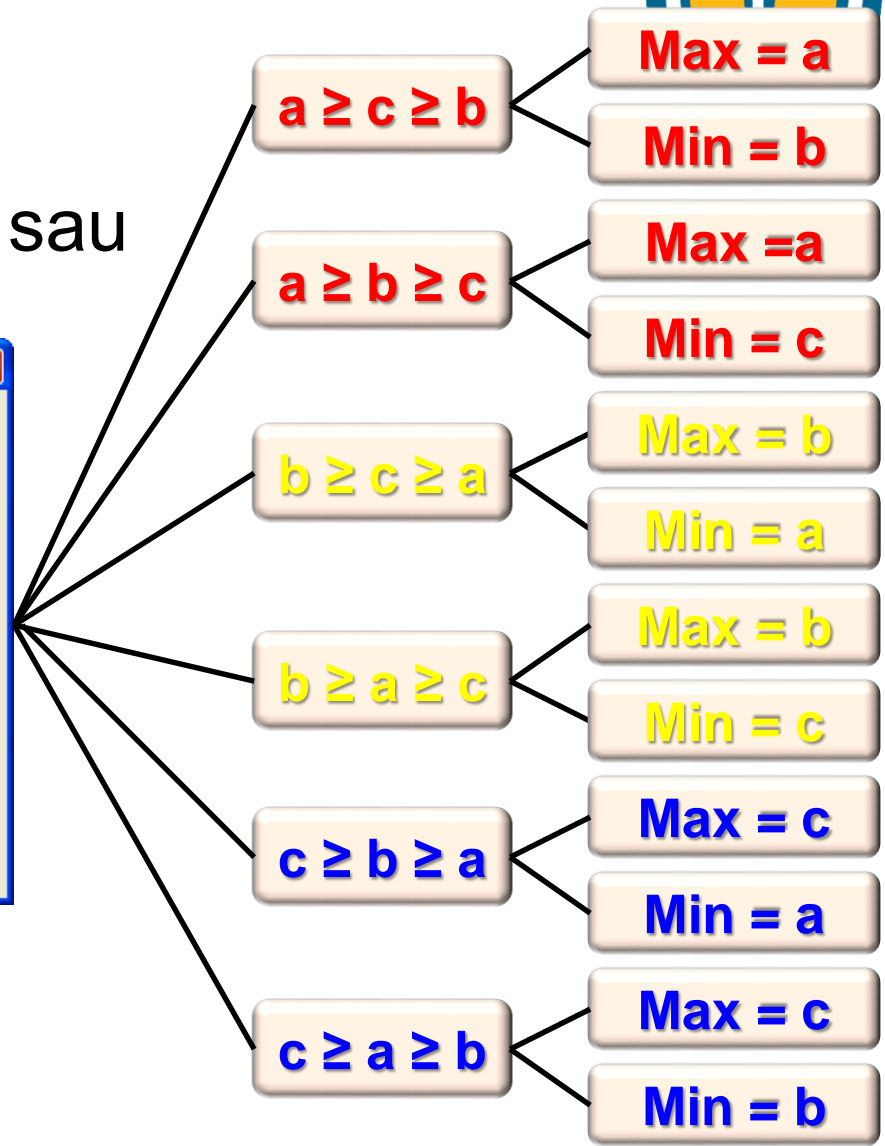 sau
a ≥ c ≥ b
Max = a
Min = b
a ≥ b ≥ c
Max =a
Min = c
b ≥ c ≥ a
Max = b
Min = a
b ≥ a ≥ c
Max = b
Min = c
c ≥ b ≥ a
Max = c
Min = a
c ≥ a ≥ b
Max = c
Min = b